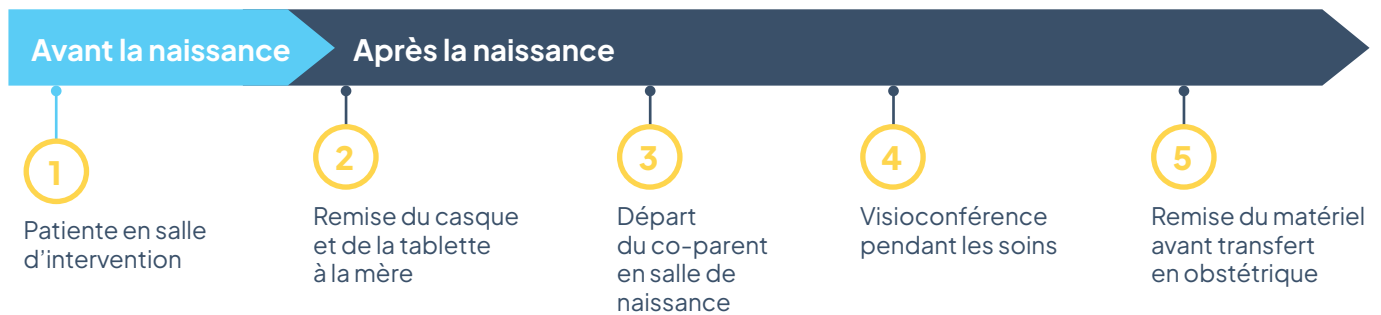 Avant la naissance
Après la naissance
1
Patiente en salle
d’intervention
2
Remise du casque
et de la tablette
à la mère
3
Départ
du co-parent
en salle de
naissance
4
Visioconférence
pendant les soins
5
Remise du matériel
avant transfert
en obstétrique